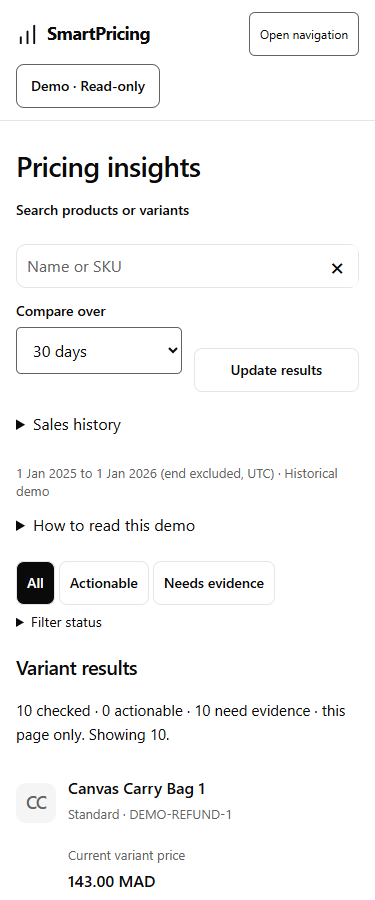 SmartPricing
Open navigation
Demo · Read-only
Pricing insights
Search products or variants
Name or SKU
Compare over
30 days
Update results
Sales history
1 Jan 2025 to 1 Jan 2026 (end excluded, UTC) · Historical
demo
How to read this demo
All
Actionable
Needs evidence
Filter status
Variant results
10 checked · 0 actionable · 10 need evidence · this
page only. Showing 10.
CC
Canvas Carry Bag 1
Standard · DEMO-REFUND-1
Current variant price
143.00 MAD